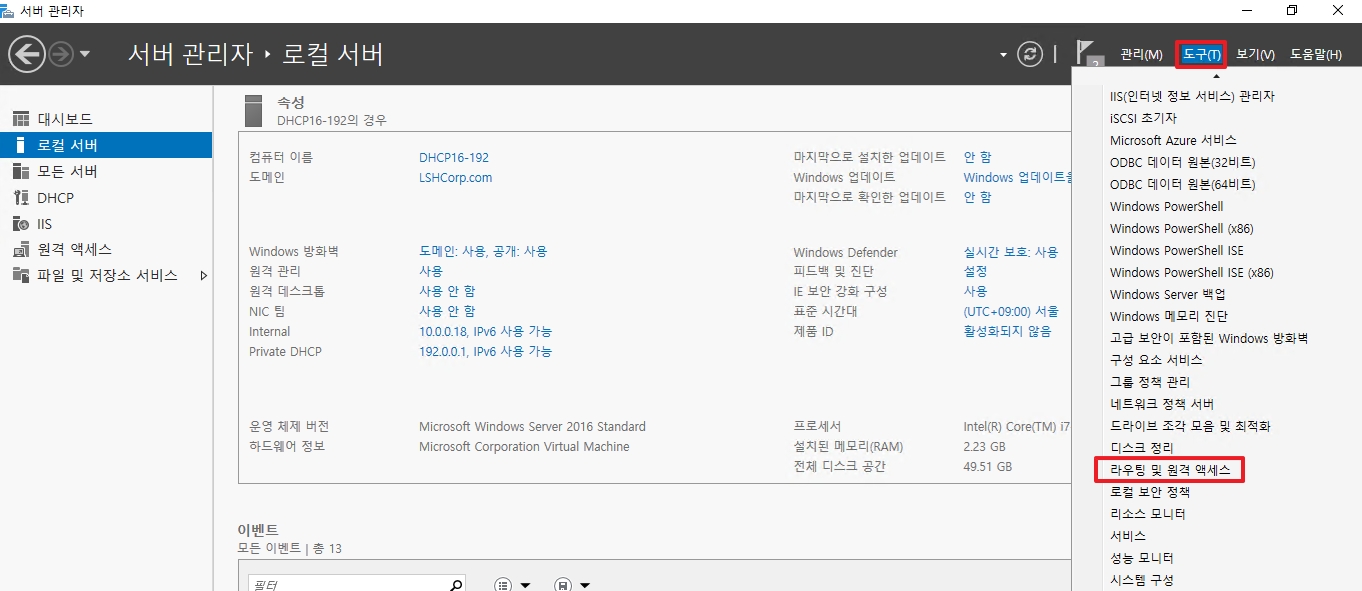 서버 관리자
서버 관리자 ‣ 로컬 서버
관리(M) 도구(T) 보기(V) 도움말(H)
대시보드
로컬 서버
모든 서버
DHCP
IIS
원격 액세스
파일 및 저장소 서비스
속성
DHCP16-192의 경우
컴퓨터 이름 DHCP16-192
도메인 LSHCorp.com
마지막으로 설치한 업데이트 안 함
Windows 업데이트 Windows 업데이트을
마지막으로 확인한 업데이트 안 함
Windows 방화벽 도메인: 사용, 공개: 사용
원격 관리 사용
원격 데스크톱 사용 안 함
NIC 팀 사용 안 함
Internal 10.0.0.18, IPv6 사용 가능
Private DHCP 192.0.0.1, IPv6 사용 가능
Windows Defender 실시간 보호: 사용
피드백 및 진단 설정
IE 보안 강화 구성 사용
표준 시간대 (UTC+09:00) 서울
제품 ID 활성화되지 않음
운영 체제 버전 Microsoft Windows Server 2016 Standard
하드웨어 정보 Microsoft Corporation Virtual Machine
프로세서 Intel(R) Core(TM) i7
설치된 메모리(RAM) 2.23 GB
전체 디스크 공간 49.51 GB
이벤트
모든 이벤트 | 총 13
필터
IIS(인터넷 정보 서비스) 관리자
iSCSI 초기자
Microsoft Azure 서비스
ODBC 데이터 원본(32비트)
ODBC 데이터 원본(64비트)
Windows PowerShell
Windows PowerShell (x86)
Windows PowerShell ISE
Windows PowerShell ISE (x86)
Windows Server 백업
Windows 메모리 진단
고급 보안이 포함된 Windows 방화벽
구성 요소 서비스
그룹 정책 관리
네트워크 정책 서버
드라이브 조각 모음 및 최적화
디스크 정리
라우팅 및 원격 액세스
로컬 보안 정책
리소스 모니터
서비스
성능 모니터
시스템 구성